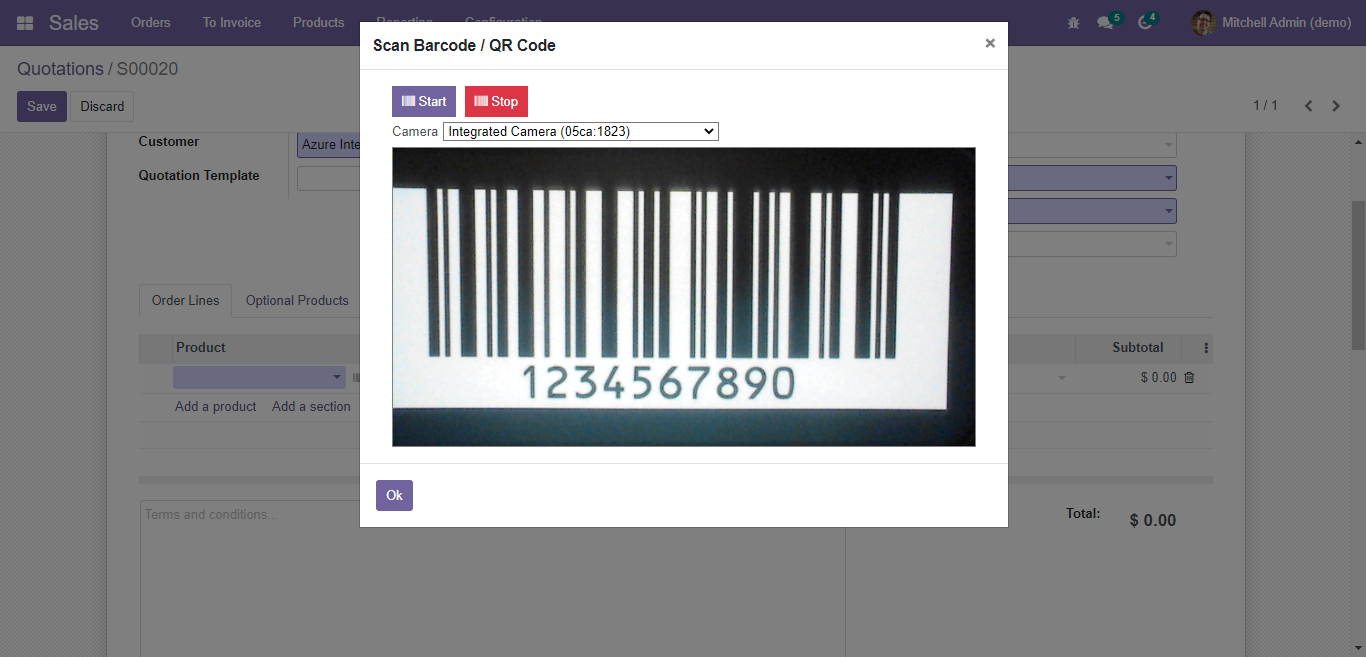 Sales Orders To Invoice Products Reporting Configuration 5 4 Mitchell Admin (demo)
Quotations / S00020
Save Discard 1 / 1
Scan Barcode / QR Code ×
Start Stop
Camera Integrated Camera (05ca:1823)
1234567890
Ok
Customer Azure Inte
Quotation Template
Order Lines Optional Products
Product Subtotal
$ 0.00
Add a product Add a section
Terms and conditions...
Total: $ 0.00